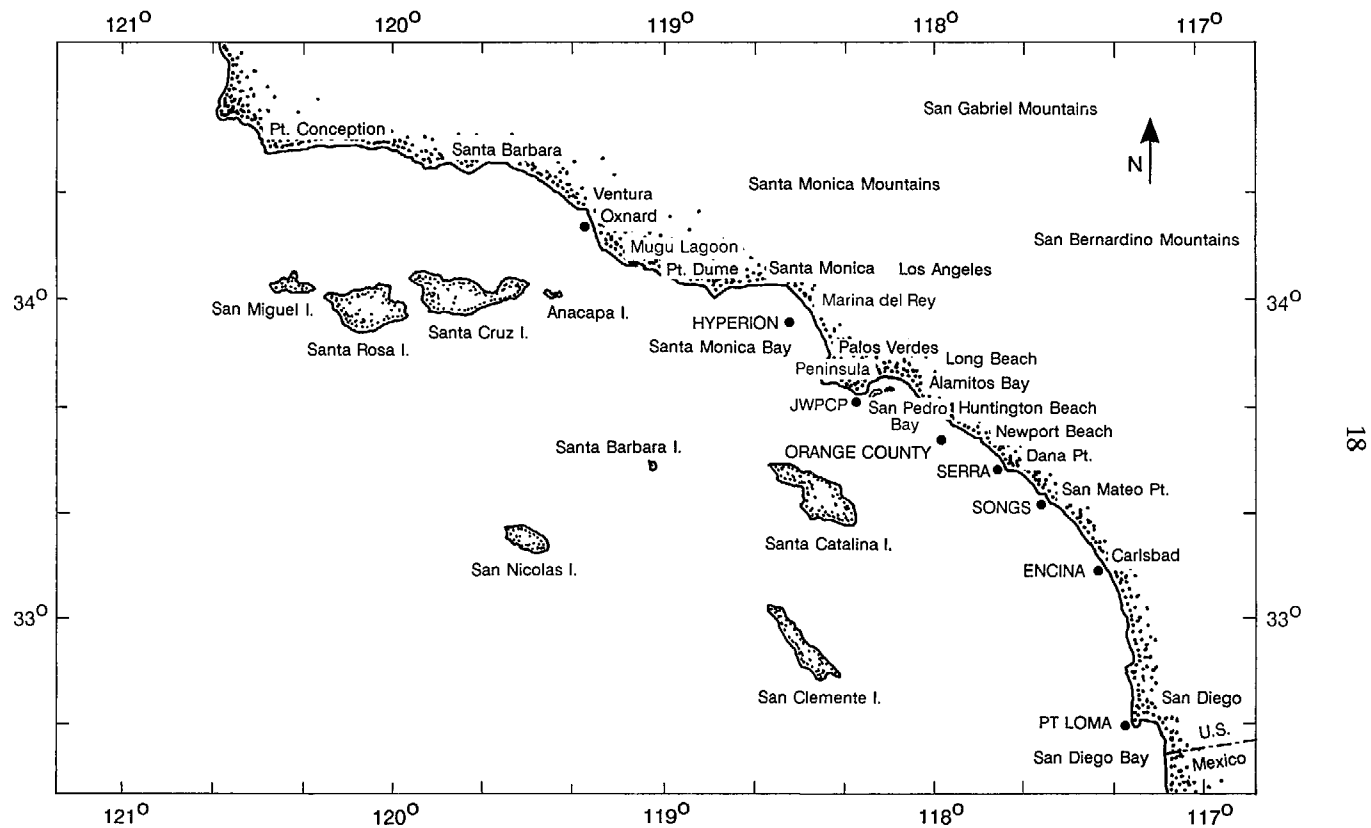 121° 120° 119° 118° 117°
San Gabriel Mountains
Pt. Conception
Santa Barbara
N
Santa Monica Mountains
Ventura
Oxnard
San Bernardino Mountains
Mugu Lagoon
Pt. Dume
Santa Monica
Los Angeles
34°
34°
San Miguel I.
Santa Rosa I.
Santa Cruz I.
Anacapa I.
Marina del Rey
HYPERION
Santa Monica Bay
Palos Verdes
Peninsula
Long Beach
Alamitos Bay
JWPCP
San Pedro
Bay
Huntington Beach
Newport Beach
18
Santa Barbara I.
ORANGE COUNTY
Dana Pt.
SERRA
San Mateo Pt.
SONGS
Santa Catalina I.
San Nicolas I.
Carlsbad
ENCINA
33°
33°
San Clemente I.
San Diego
PT LOMA
U.S.
San Diego Bay
Mexico
121° 120° 119° 118° 117°